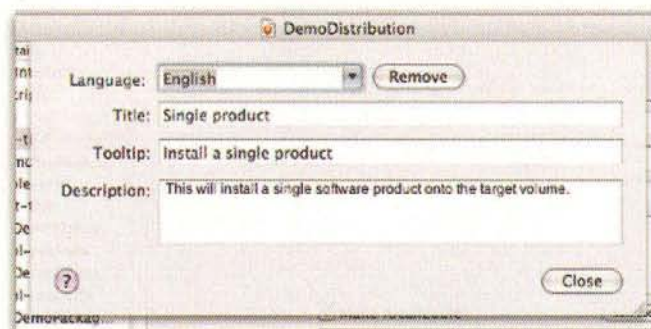 DemoDistribution
Language: English Remove
Title: Single product
Tooltip: Install a single product
Description: This will install a single software product onto the target volume.
? Close
DemoPackag...